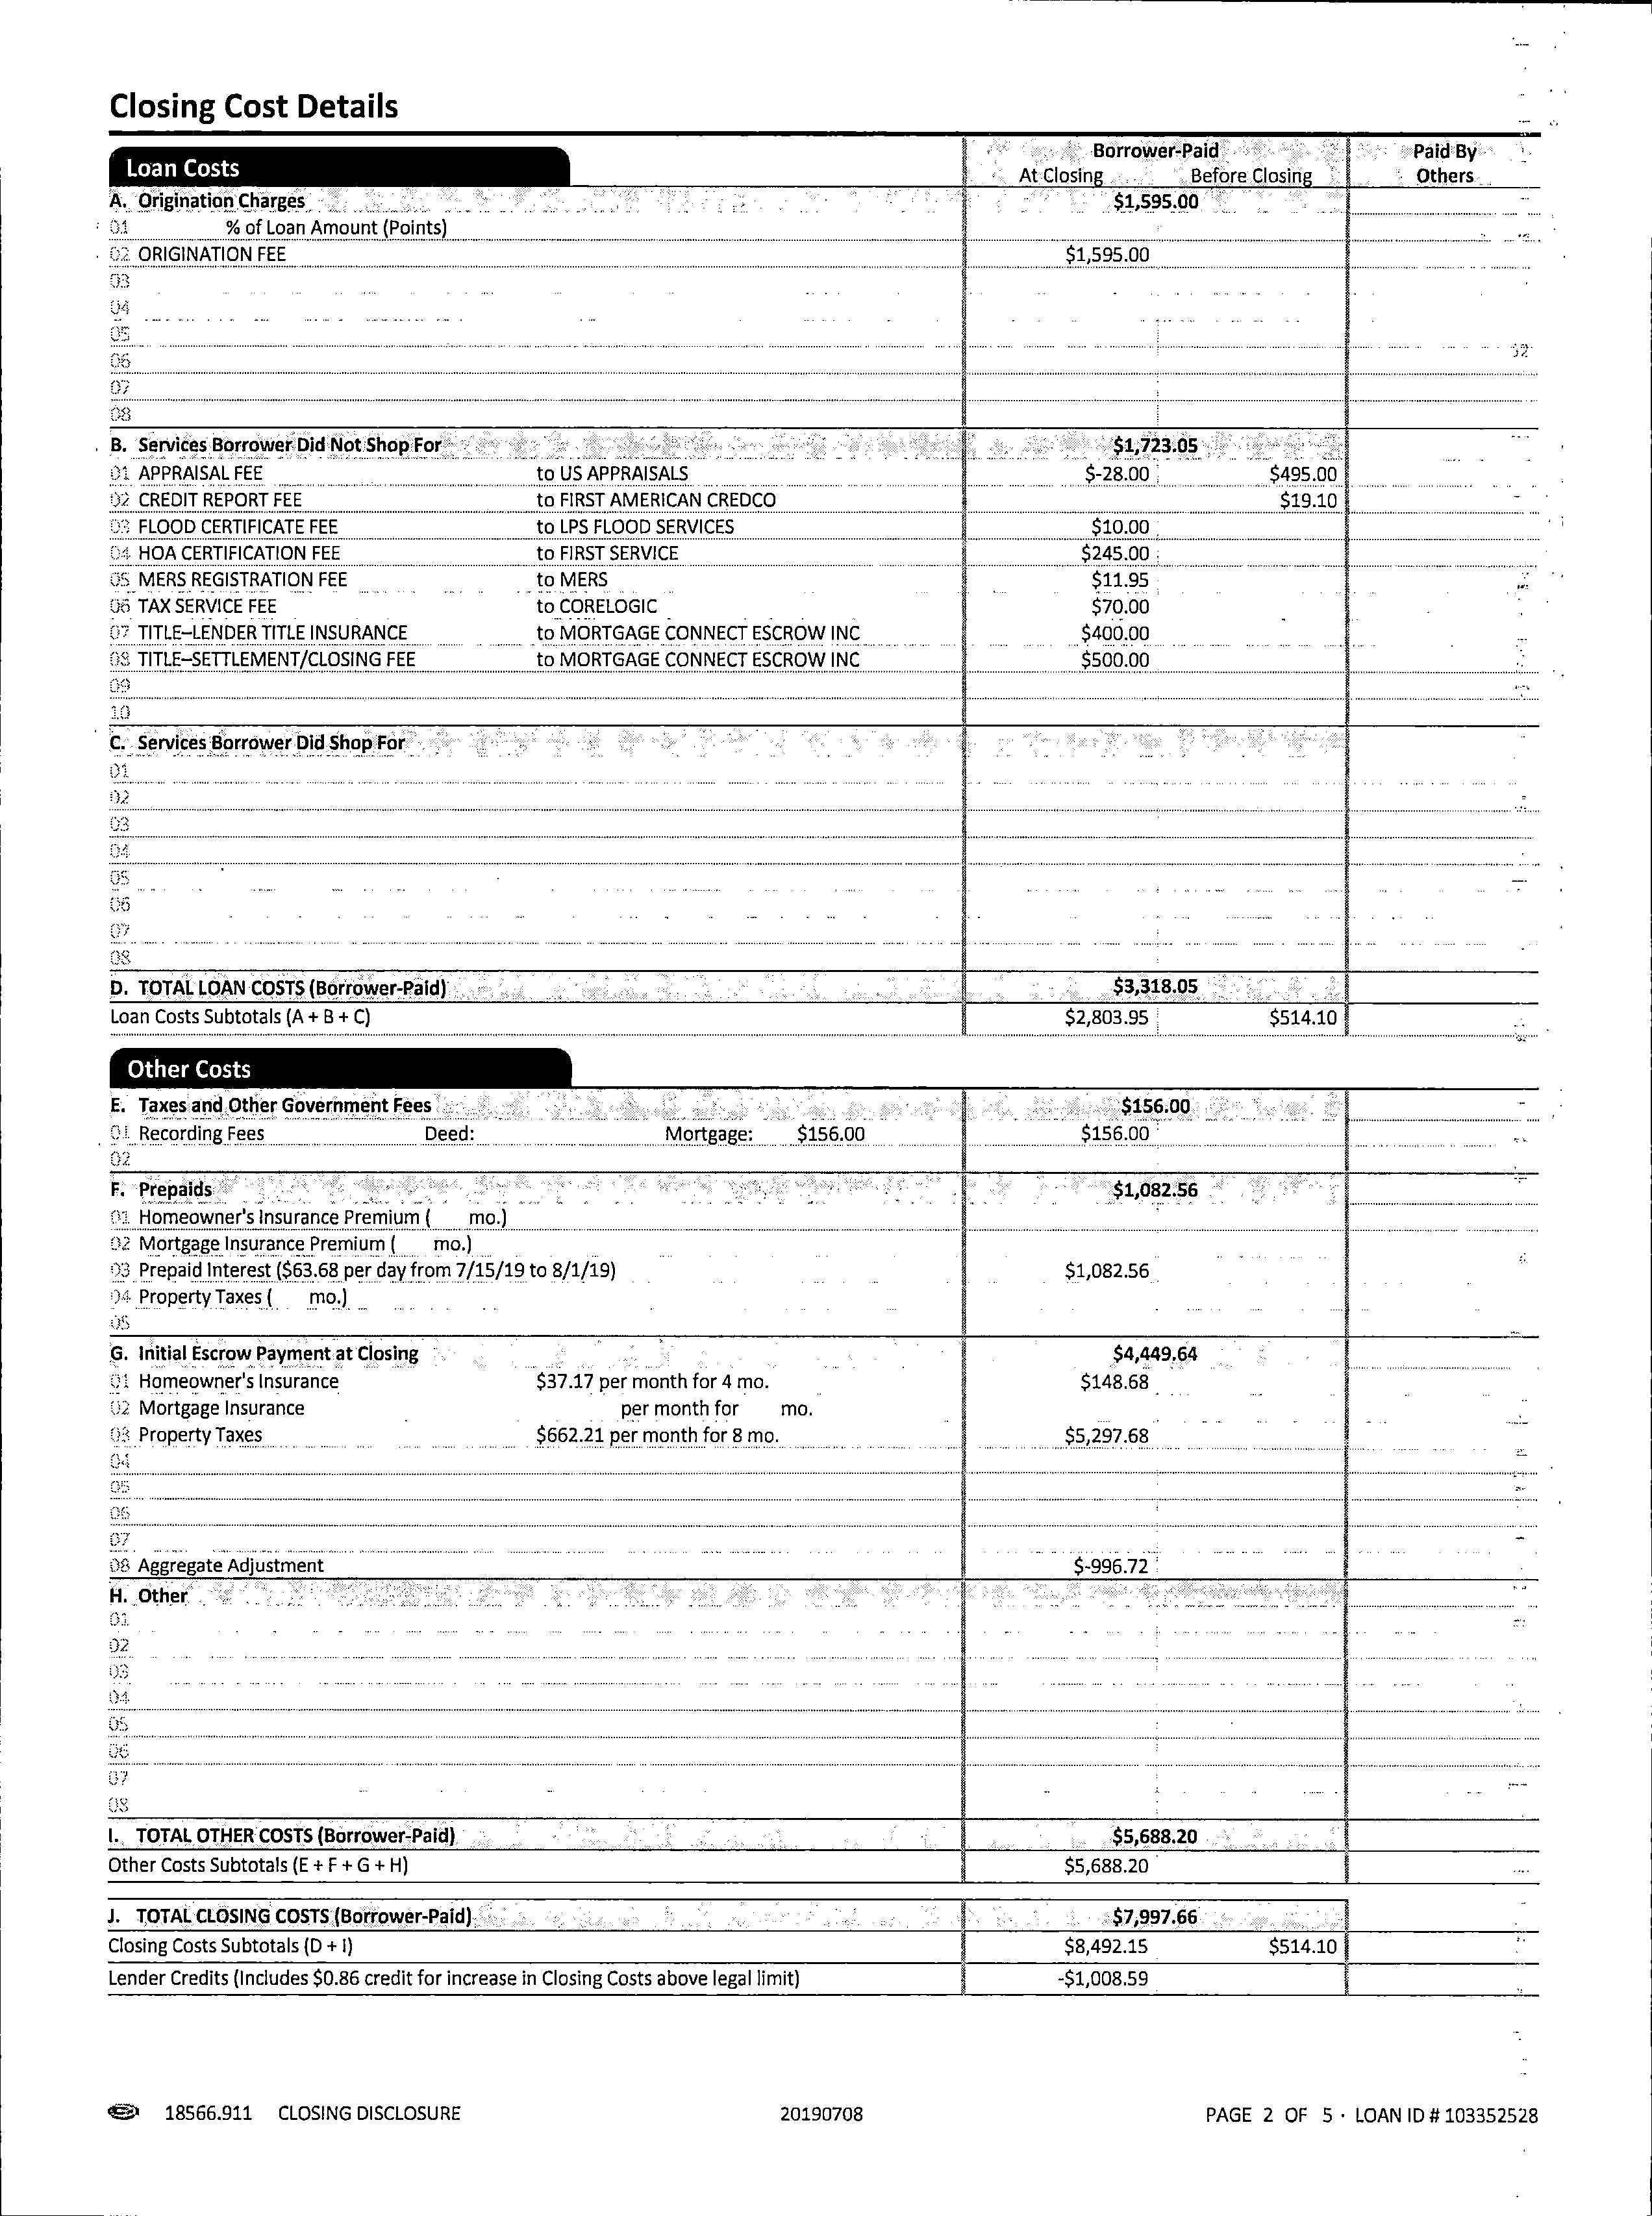 Closing Cost Details
Loan Costs
Borrower-Paid
Paid By
At Closing Before Closing Others
A. Origination Charges $1,595.00
01 % of Loan Amount (Points)
02 ORIGINATION FEE $1,595.00
03
04
05
06
07
08
B. Services Borrower Did Not Shop For $1,723.05
01 APPRAISAL FEE to US APPRAISALS $-28.00 $495.00
02 CREDIT REPORT FEE to FIRST AMERICAN CREDCO $19.10
03 FLOOD CERTIFICATE FEE to LPS FLOOD SERVICES $10.00
04 HOA CERTIFICATION FEE to FIRST SERVICE $245.00
05 MERS REGISTRATION FEE to MERS $11.95
06 TAX SERVICE FEE to CORELOGIC $70.00
07 TITLE–LENDER TITLE INSURANCE to MORTGAGE CONNECT ESCROW INC $400.00
08 TITLE–SETTLEMENT/CLOSING FEE to MORTGAGE CONNECT ESCROW INC $500.00
09
10
C. Services Borrower Did Shop For
01
02
03
04
05
06
07
08
D. TOTAL LOAN COSTS (Borrower-Paid) $3,318.05
Loan Costs Subtotals (A + B + C) $2,803.95 $514.10
Other Costs
E. Taxes and Other Government Fees $156.00
01 Recording Fees Deed: Mortgage: $156.00 $156.00
02
F. Prepaids $1,082.56
01 Homeowner's Insurance Premium ( mo.)
02 Mortgage Insurance Premium ( mo.)
03 Prepaid Interest ($63.68 per day from 7/15/19 to 8/1/19) $1,082.56
04 Property Taxes ( mo.)
05
G. Initial Escrow Payment at Closing $4,449.64
01 Homeowner's Insurance $37.17 per month for 4 mo. $148.68
02 Mortgage Insurance per month for mo.
03 Property Taxes $662.21 per month for 8 mo. $5,297.68
04
05
06
07
08 Aggregate Adjustment $-996.72
H. Other
01
02
03
04
05
06
07
08
I. TOTAL OTHER COSTS (Borrower-Paid) $5,688.20
Other Costs Subtotals (E + F + G + H) $5,688.20
J. TOTAL CLOSING COSTS (Borrower-Paid) $7,997.66
Closing Costs Subtotals (D + I) $8,492.15 $514.10
Lender Credits (Includes $0.86 credit for increase in Closing Costs above legal limit) -$1,008.59
18566.911 CLOSING DISCLOSURE 20190708 PAGE 2 OF 5 · LOAN ID # 103352528